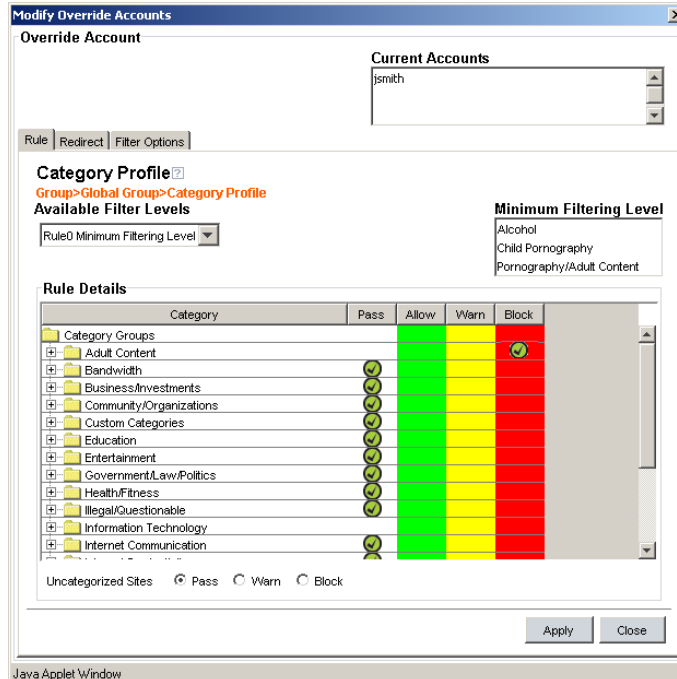 Modify Override Accounts
Override Account
Current Accounts
jsmith
Rule Redirect Filter Options
Category Profile ?
Group>Global Group>Category Profile
Available Filter Levels
Rule0 Minimum Filtering Level
Minimum Filtering Level
Alcohol
Child Pornography
Pornography/Adult Content
Rule Details
Category Pass Allow Warn Block
Category Groups
Adult Content
Bandwidth
Business/Investments
Community/Organizations
Custom Categories
Education
Entertainment
Government/Law/Politics
Health/Fitness
Illegal/Questionable
Information Technology
Internet Communication
Uncategorized Sites Pass Warn Block
Apply Close
Java Applet Window